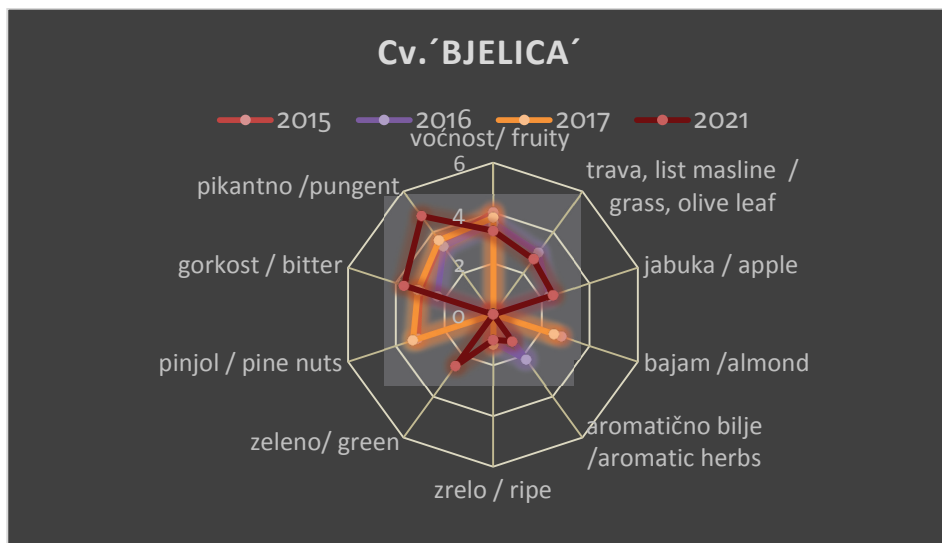 Cv.´BJELICA´
2015 2016 2017 2021
voćnost/ fruity
trava, list masline /
grass, olive leaf
jabuka / apple
bajam /almond
aromatično bilje
/aromatic herbs
zrelo / ripe
zeleno/ green
pinjol / pine nuts
gorkost / bitter
pikantno /pungent
6
4
2
0